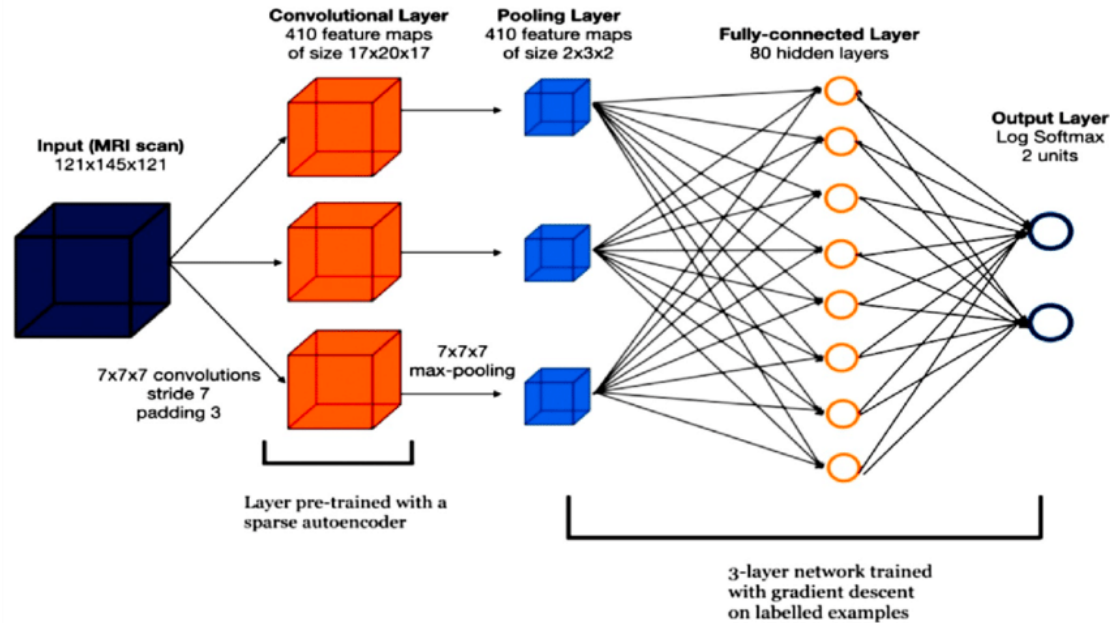 Convolutional Layer
410 feature maps
of size 17x20x17
Pooling Layer
410 feature maps
of size 2x3x2
Fully-connected Layer
80 hidden layers
Output Layer
Log Softmax
2 units
Input (MRI scan)
121x145x121
7x7x7 convolutions
stride 7
padding 3
7x7x7
max-pooling
Layer pre-trained with a
sparse autoencoder
3-layer network trained
with gradient descent
on labelled examples